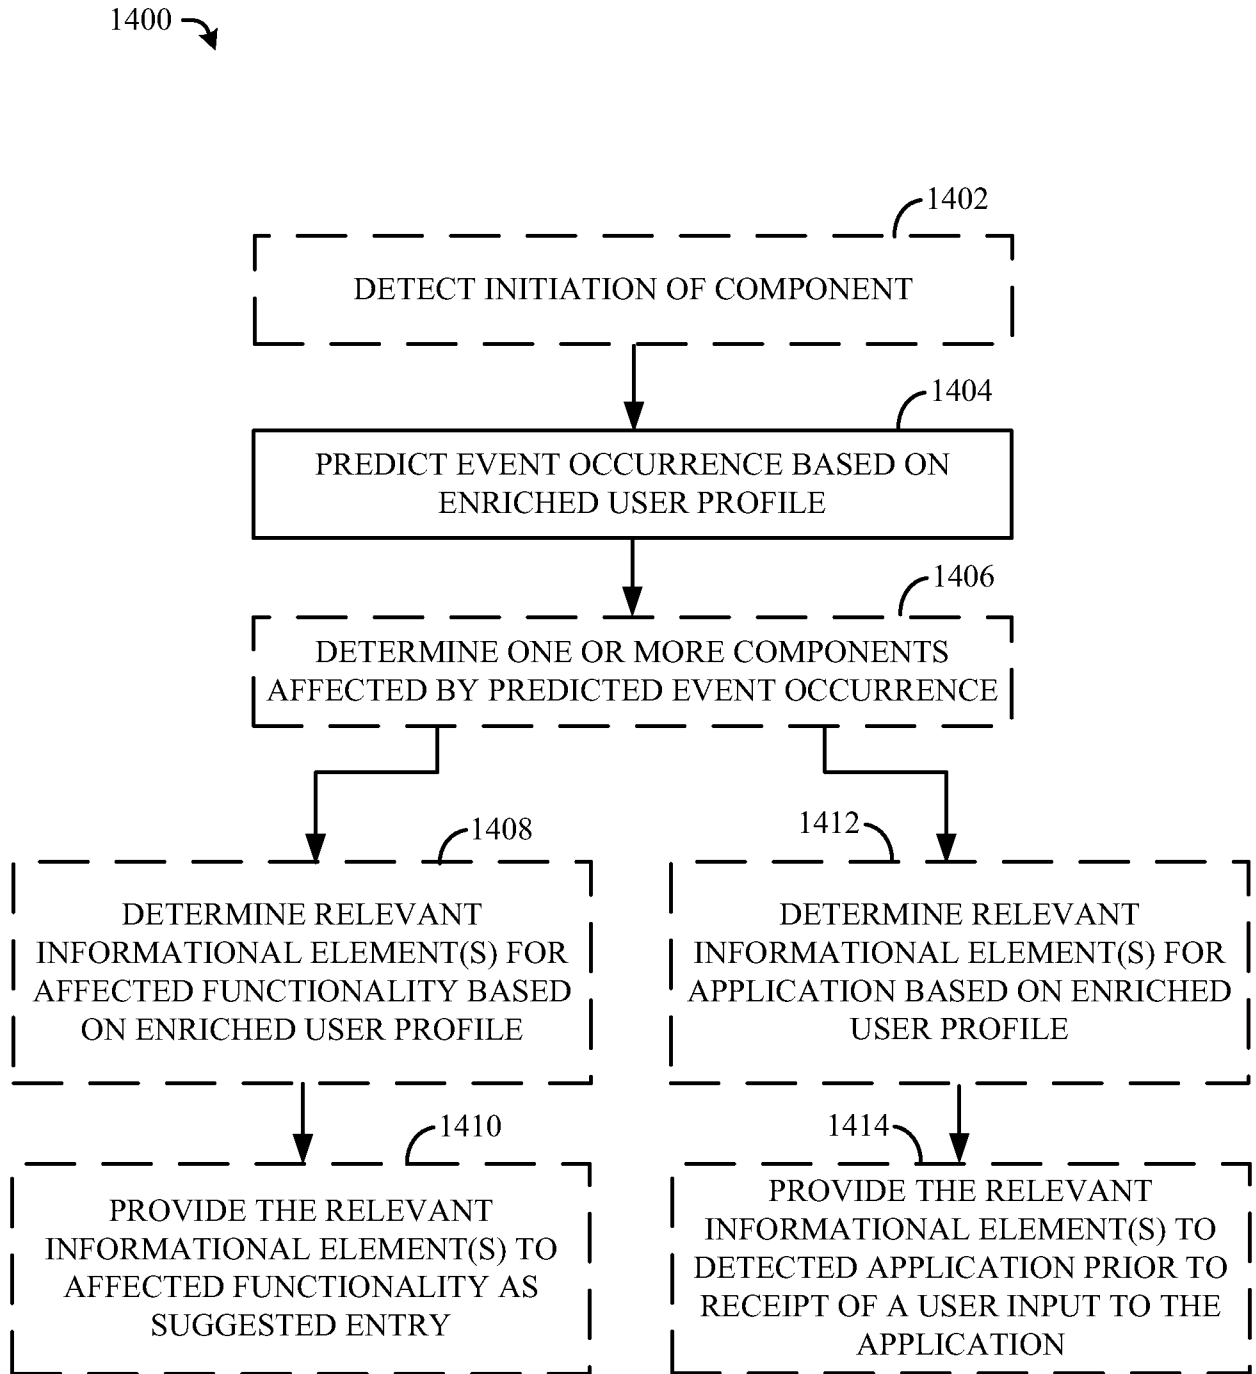 1400
1402
DETECT INITIATION OF COMPONENT
1404
PREDICT EVENT OCCURRENCE BASED ON
ENRICHED USER PROFILE
1406
DETERMINE ONE OR MORE COMPONENTS
AFFECTED BY PREDICTED EVENT OCCURRENCE
1408
DETERMINE RELEVANT
INFORMATIONAL ELEMENT(S) FOR
AFFECTED FUNCTIONALITY BASED
ON ENRICHED USER PROFILE
1410
PROVIDE THE RELEVANT
INFORMATIONAL ELEMENT(S) TO
AFFECTED FUNCTIONALITY AS
SUGGESTED ENTRY
1412
DETERMINE RELEVANT
INFORMATIONAL ELEMENT(S) FOR
APPLICATION BASED ON ENRICHED
USER PROFILE
1414
PROVIDE THE RELEVANT
INFORMATIONAL ELEMENT(S) TO
DETECTED APPLICATION PRIOR TO
RECEIPT OF A USER INPUT TO THE
APPLICATION